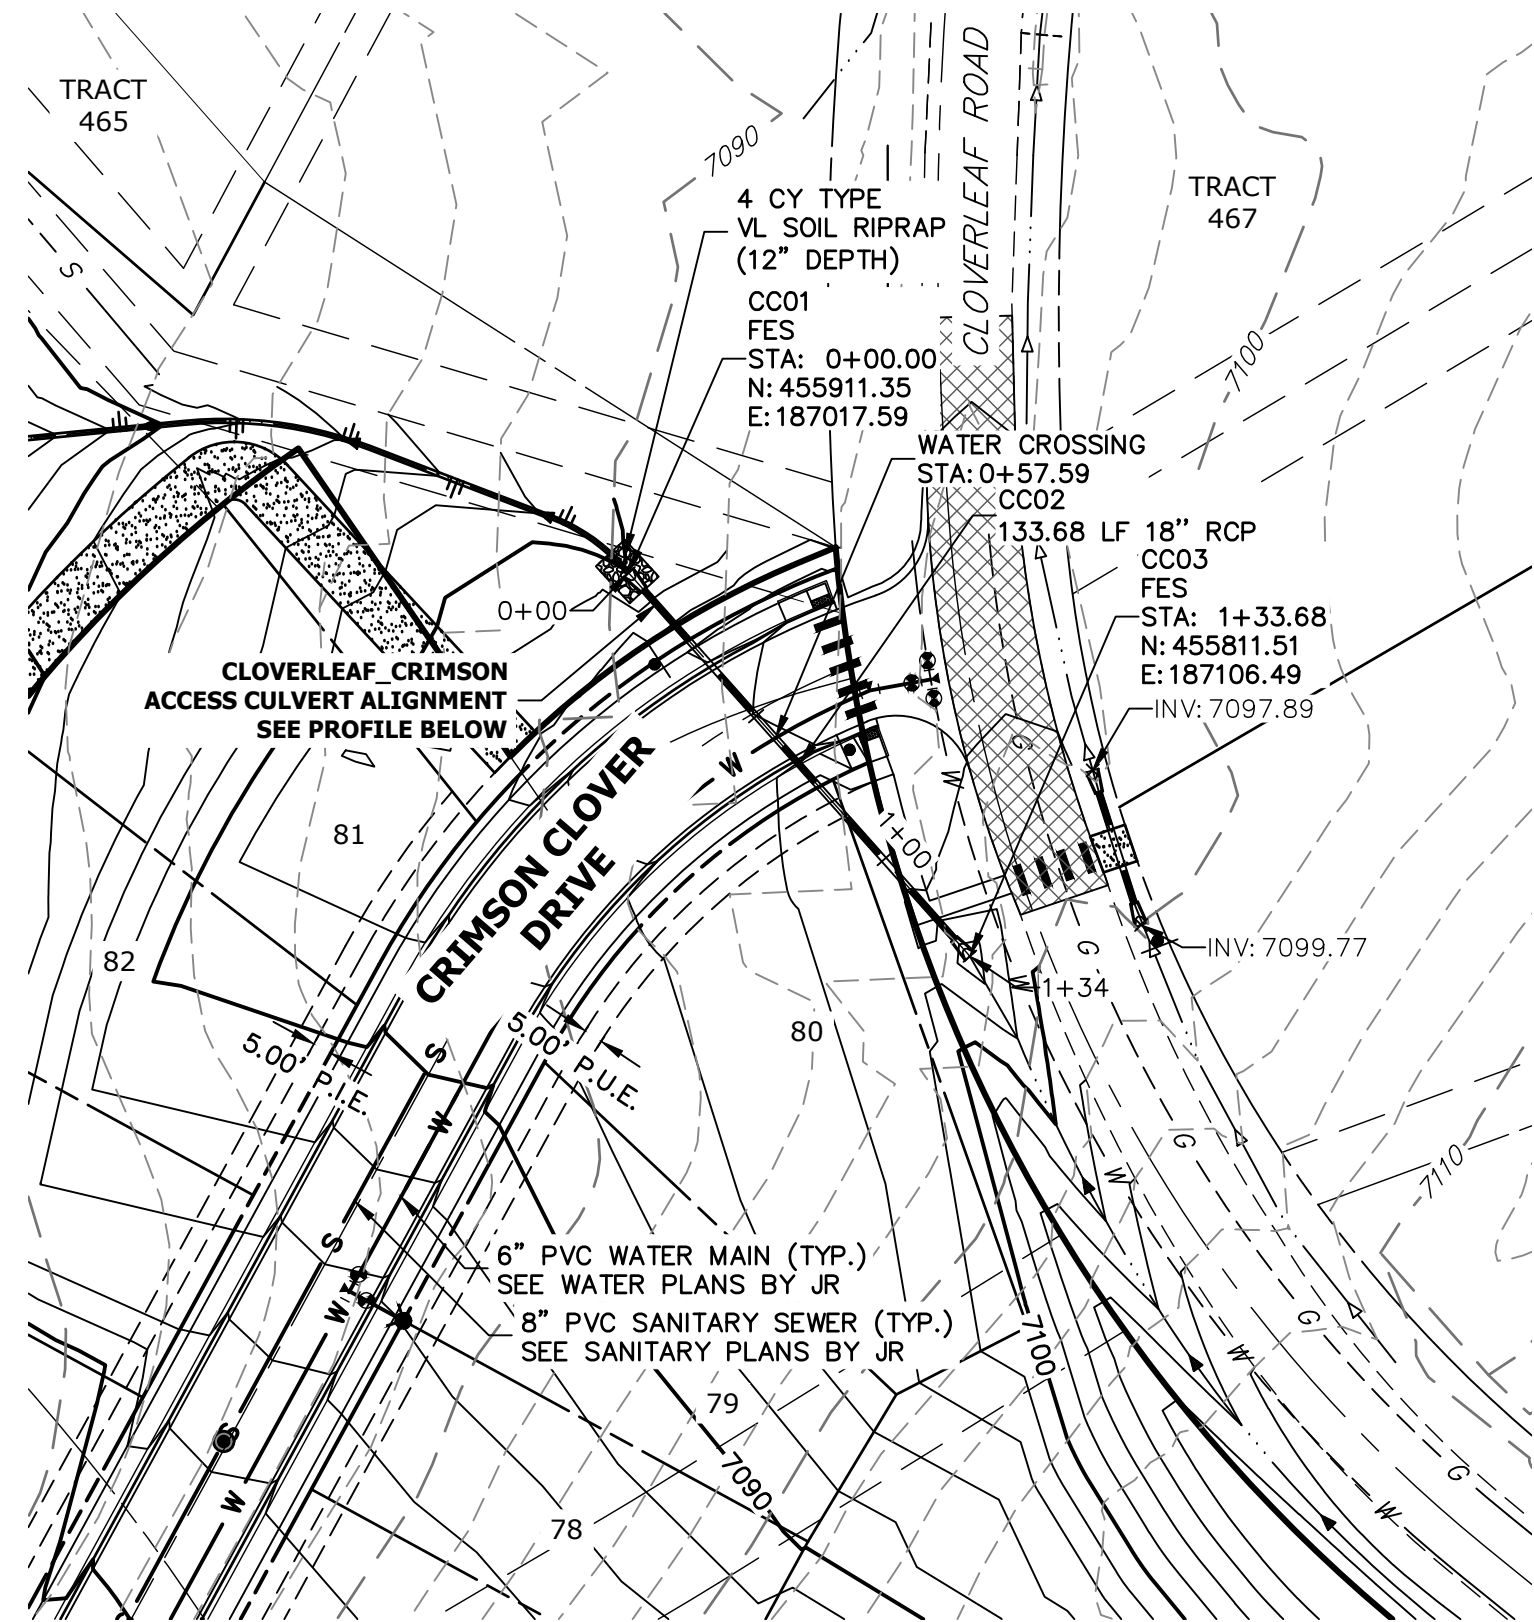 TRACT
465
7090
CLOVERLEAF ROAD
TRACT
467
4 CY TYPE
VL SOIL RIPRAP
(12” DEPTH)
S
CC01
FES
STA: 0+00.00
N: 455911.35
E: 187017.59
7100
WATER CROSSING
STA: 0+57.59
CC02
133.68 LF 18” RCP
CC03
FES
STA: 1+33.68
N: 455811.51
E: 187106.49
INV: 7097.89
0+00
CLOVERLEAF_CRIMSON
ACCESS CULVERT ALIGNMENT
SEE PROFILE BELOW
G
W
W
81
CRIMSON CLOVER
DRIVE
1+00
82
G
INV: 7099.77
W
1+34
80
5.00' P.I.E.
S
5.00' P.U.E.
W
G
W
7110
S
6” PVC WATER MAIN (TYP.)
SEE WATER PLANS BY JR
W
8” PVC SANITARY SEWER (TYP.)
SEE SANITARY PLANS BY JR
7100
G
W
79
S
7090
G
W
W
78